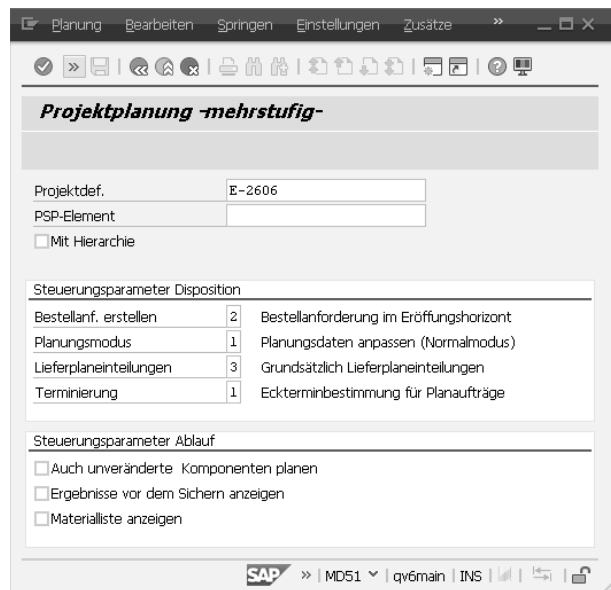 Planung Bearbeiten Springen Einstellungen Zusätze »
Projektplanung -mehrstufig-
Projektdef. E-2606
PSP-Element
Mit Hierarchie
Steuerungsparameter Disposition
Bestellanf. erstellen 2 Bestellanforderung im Eröffungshorizont
Planungsmodus 1 Planungsdaten anpassen (Normalmodus)
Lieferplaneinteilungen 3 Grundsätzlich Lieferplaneinteilungen
Terminierung 1 Eckterminbestimmung für Planaufträge
Steuerungsparameter Ablauf
Auch unveränderte Komponenten planen
Ergebnisse vor dem Sichern anzeigen
Materialliste anzeigen
SAP » | MD51 | qv6main | INS